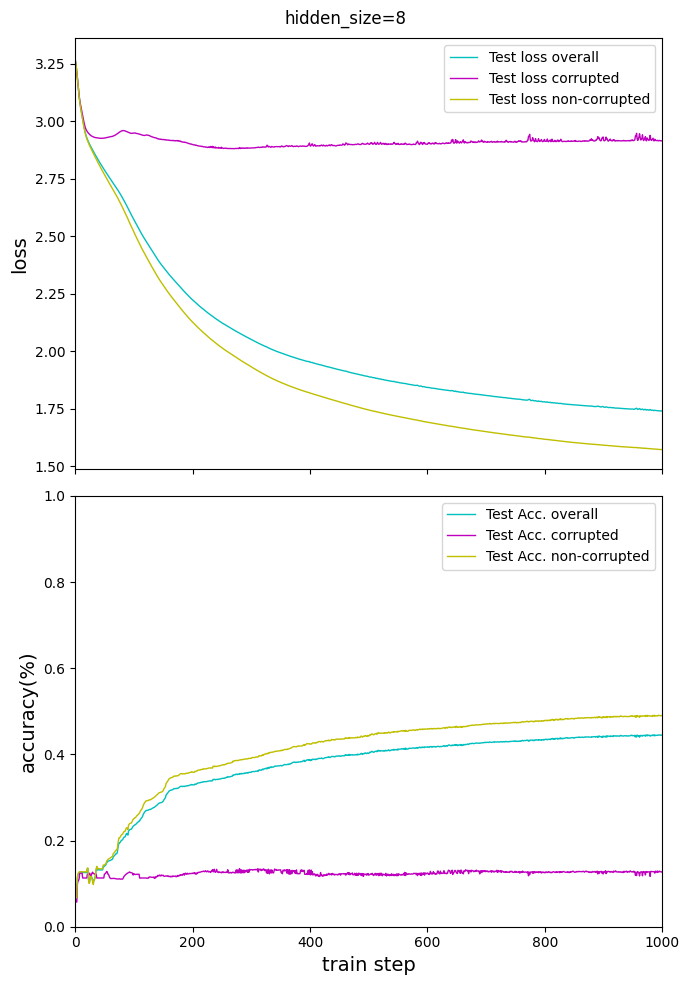 hidden_size=8
3.25
3.00
2.75
2.50
2.25
2.00
1.75
1.50
loss
Test loss overall
Test loss corrupted
Test loss non-corrupted
1.0
0.8
0.6
0.4
0.2
0.0
accuracy(%)
Test Acc. overall
Test Acc. corrupted
Test Acc. non-corrupted
0 200 400 600 800 1000
train step